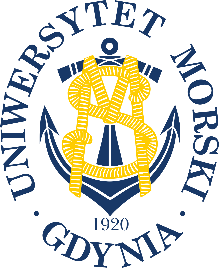 UNIWERSYTET MORSKI
1920
· GDYNIA ·